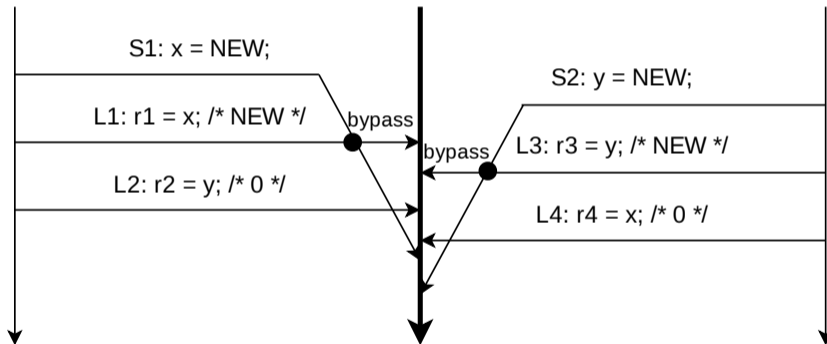 S1: x = NEW;
S2: y = NEW;
L1: r1 = x; /* NEW */
bypass
bypass
L3: r3 = y; /* NEW */
L2: r2 = y; /* 0 */
L4: r4 = x; /* 0 */